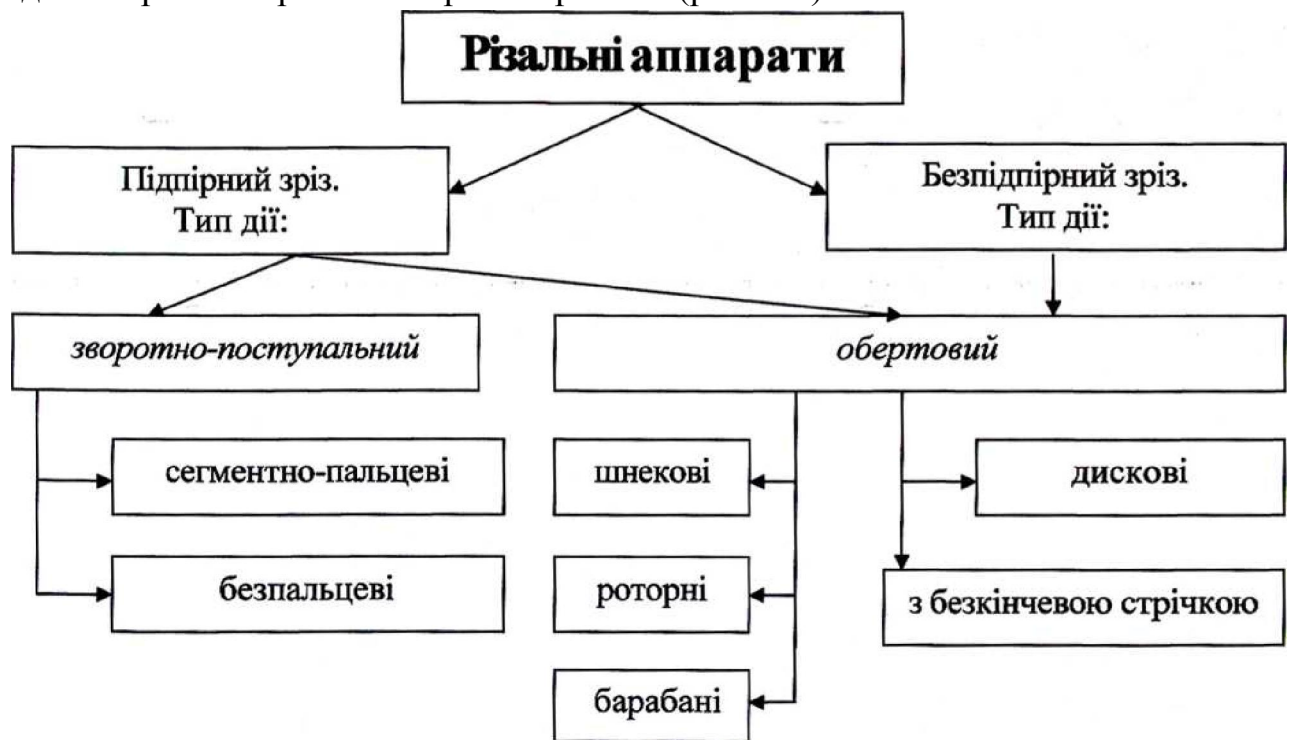 Різальні аппарати
Підпірний зріз.
Тип дії:
Безпідпірний зріз.
Тип дії:
зворотно-поступальний
обертовий
сегментно-пальцеві
шнекові
дискові
безпальцеві
роторні
з безкінчевою стрічкою
барабані